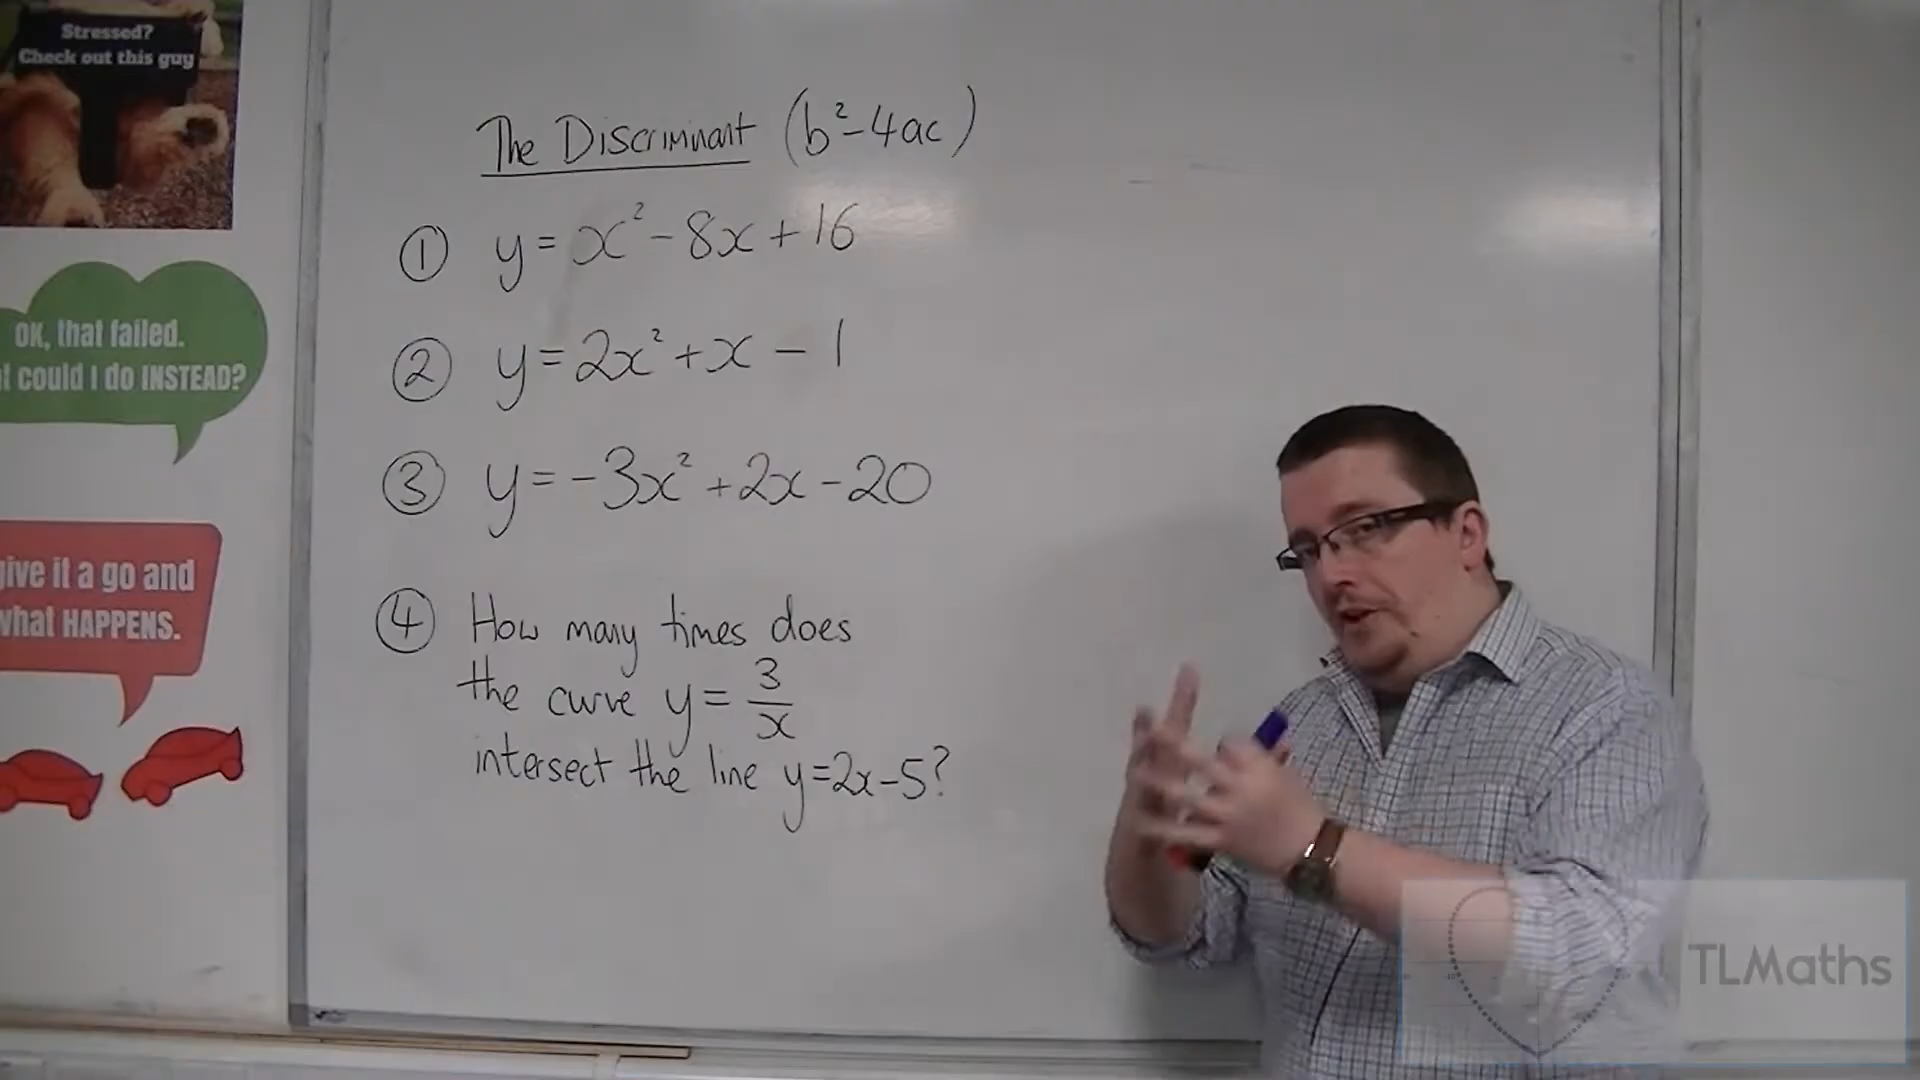 Stressed?
Check out this guy
OK, that failed.
could I do INSTEAD?
give it a go and
what HAPPENS.
The Discriminant (b²-4ac)
① y = x² - 8x + 16
② y = 2x² + x - 1
③ y = -3x² + 2x - 20
④ How many times does
the curve y = 3/x
intersect the line y=2x-5?
TLMaths